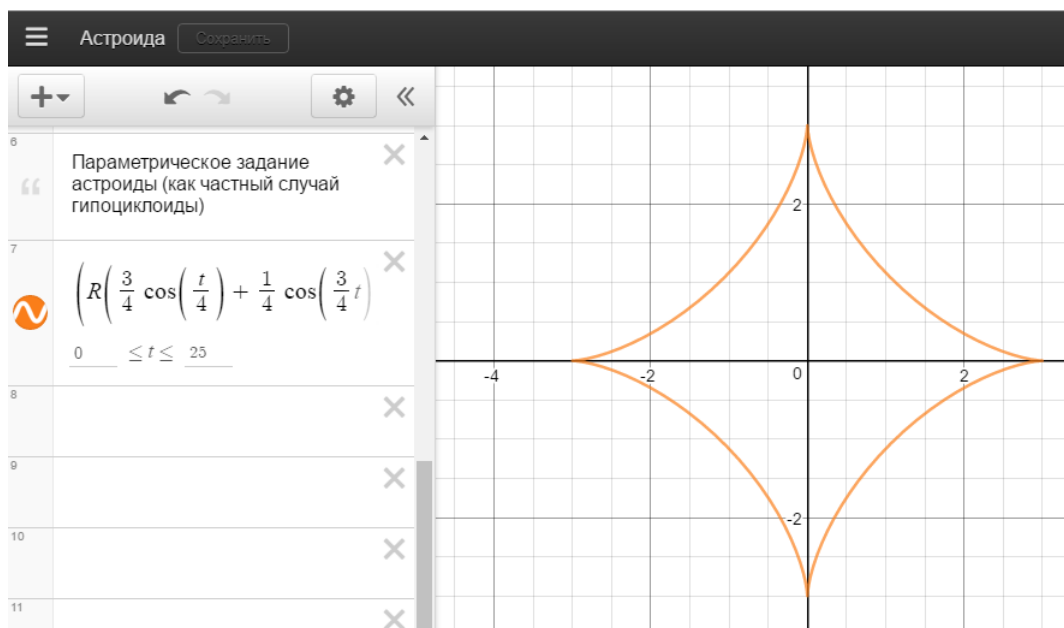 Астроида Сохранить
6
Параметрическое задание
астроиды (как частный случай
гипоциклоиды)
7
(R(3/4 cos(t/4) + 1/4 cos(3/4 t)
0 ≤ t ≤ 25
8
9
10
11
2
-4 -2 0 2
-2